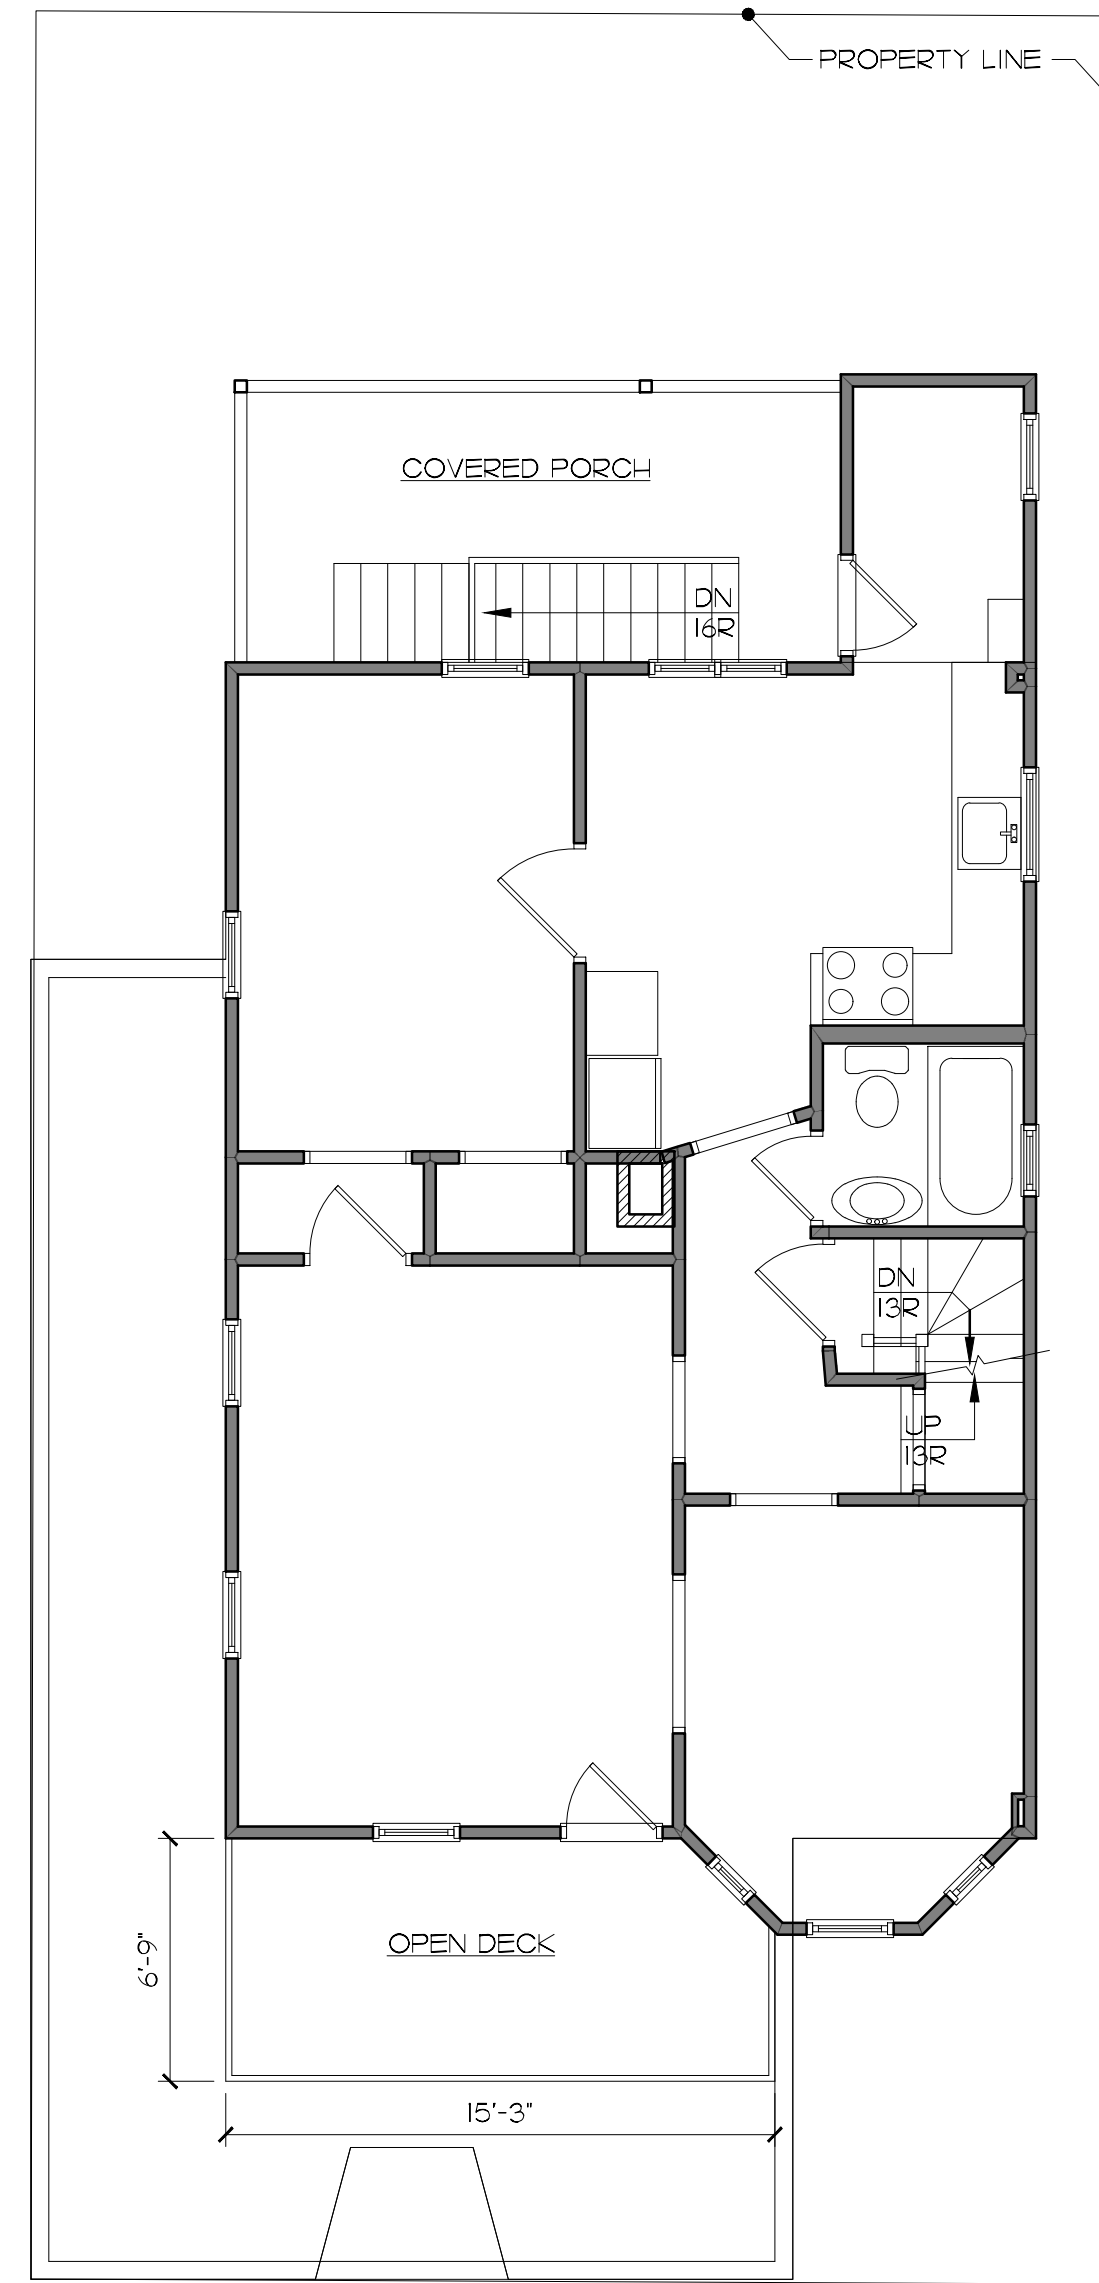 PROPERTY LINE
COVERED PORCH
DN
16R
DN
13R
UP
13R
OPEN DECK
6'-9"
15'-3"